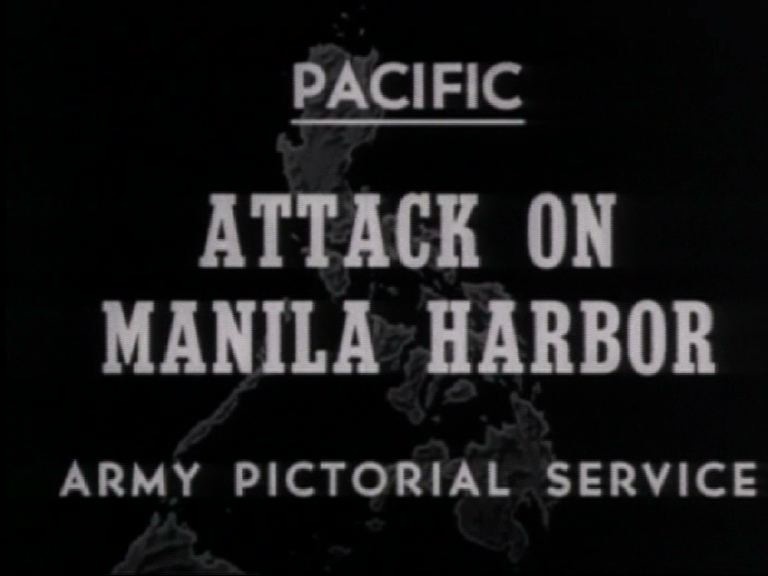 PACIFIC
ATTACK ON
MANILA HARBOR
ARMY PICTORIAL SERVICE